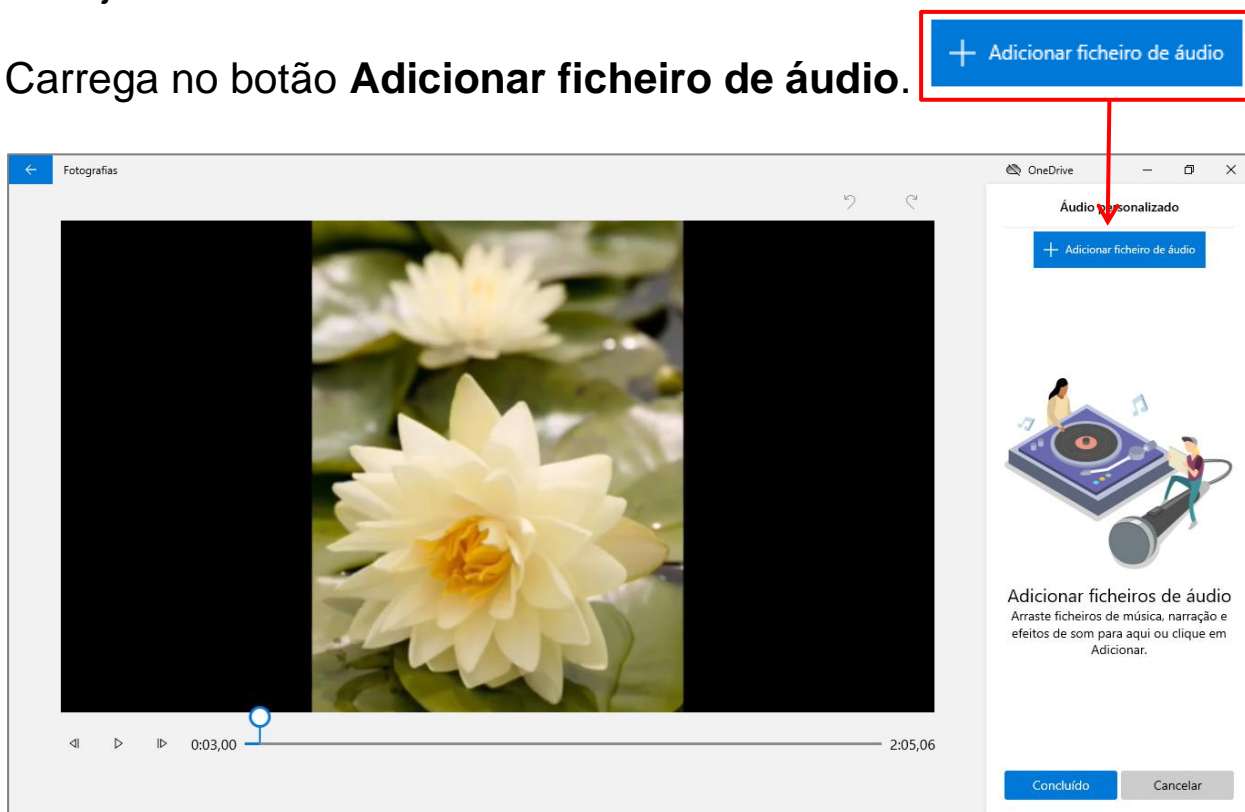 Carrega no botão Adicionar ficheiro de áudio.
Adicionar ficheiro de áudio
Fotografias
OneDrive
Áudio personalizado
Adicionar ficheiro de áudio
Adicionar ficheiros de áudio
Arraste ficheiros de música, narração e
efeitos de som para aqui ou clique em
Adicionar.
0:03,00
2:05,06
Concluído
Cancelar